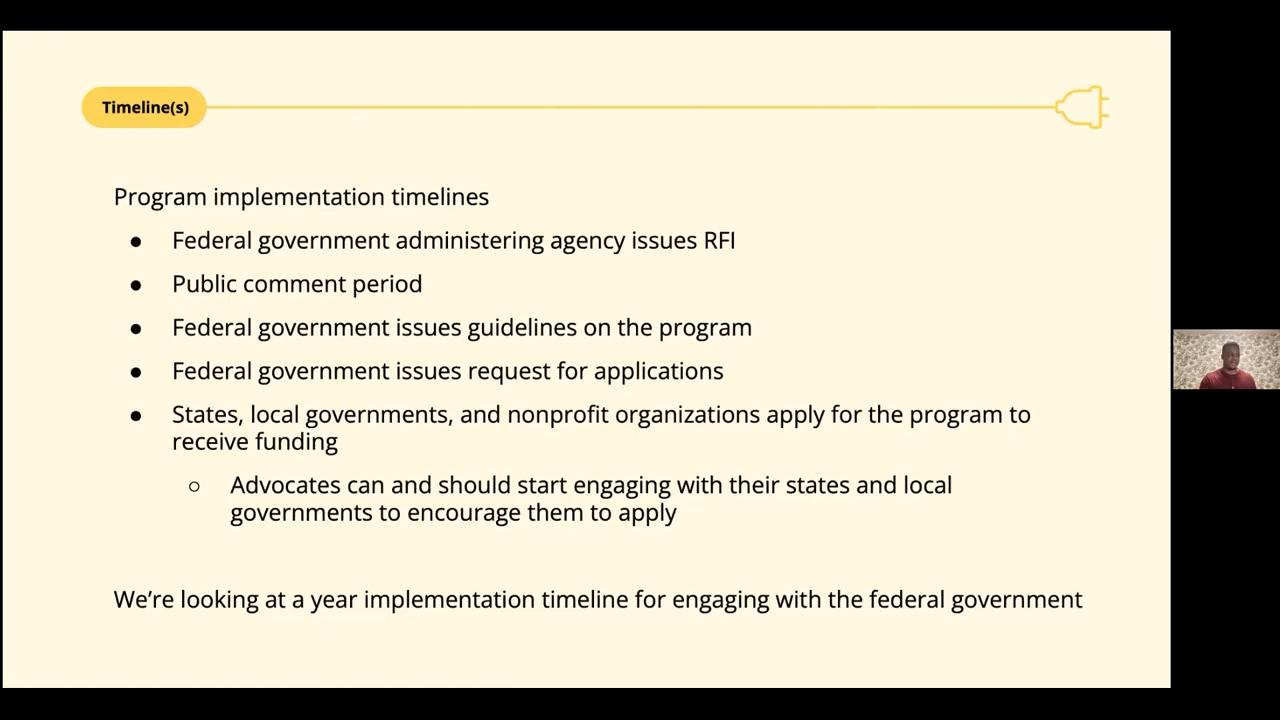 Timeline(s)
Program implementation timelines
● Federal government administering agency issues RFI
● Public comment period
● Federal government issues guidelines on the program
● Federal government issues request for applications
● States, local governments, and nonprofit organizations apply for the program to
receive funding
○ Advocates can and should start engaging with their states and local
governments to encourage them to apply
We’re looking at a year implementation timeline for engaging with the federal government